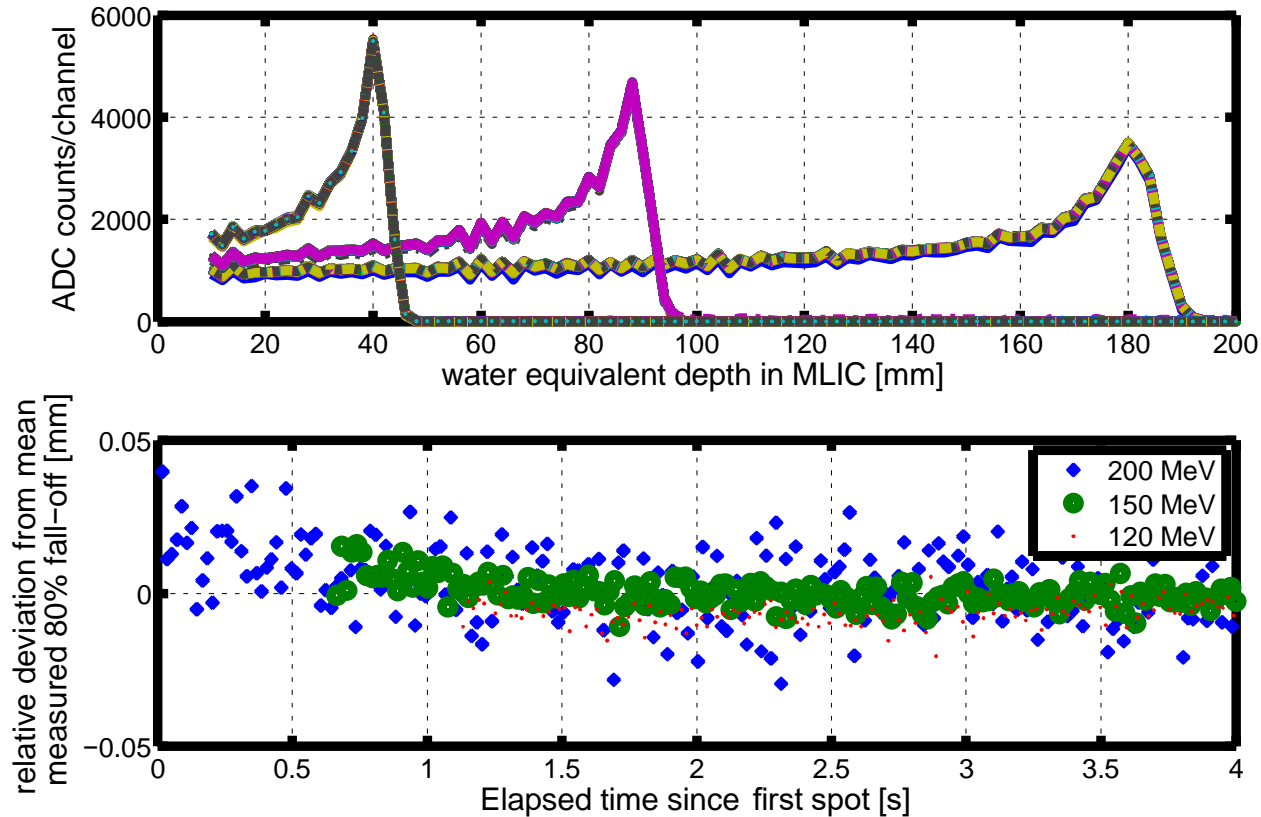 6000
4000
2000
0
ADC counts/channel
0 20 40 60 80 100 120 140 160 180 200
water equivalent depth in MLIC [mm]
0.05
0
−0.05
relative deviation from mean
measured 80% fall−off [mm]
200 MeV
150 MeV
120 MeV
0 0.5 1 1.5 2 2.5 3 3.5 4
Elapsed time since first spot [s]